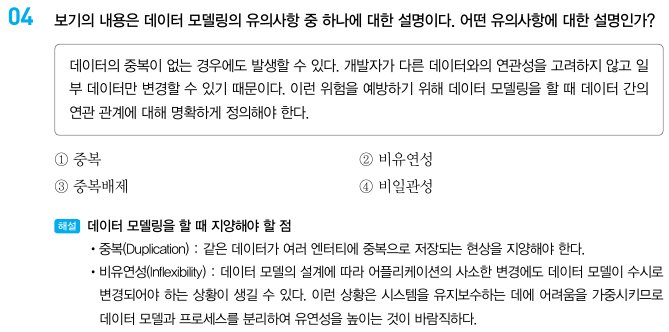 04 보기의 내용은 데이터 모델링의 유의사항 중 하나에 대한 설명이다. 어떤 유의사항에 대한 설명인가?
데이터의 중복이 없는 경우에도 발생할 수 있다. 개발자가 다른 데이터와의 연관성을 고려하지 않고 일
부 데이터만 변경할 수 있기 때문이다. 이런 위험을 예방하기 위해 데이터 모델링을 할 때 데이터 간의
연관 관계에 대해 명확하게 정의해야 한다.
① 중복 ② 비유연성
③ 중복배제 ④ 비일관성
해설 데이터 모델링을 할 때 지양해야 할 점
• 중복(Duplication) : 같은 데이터가 여러 엔터티에 중복으로 저장되는 현상을 지양해야 한다.
• 비유연성(Inflexibility) : 데이터 모델의 설계에 따라 어플리케이션의 사소한 변경에도 데이터 모델이 수시로
변경되어야 하는 상황이 생길 수 있다. 이런 상황은 시스템을 유지보수하는 데에 어려움을 가중시키므로
데이터 모델과 프로세스를 분리하여 유연성을 높이는 것이 바람직하다.